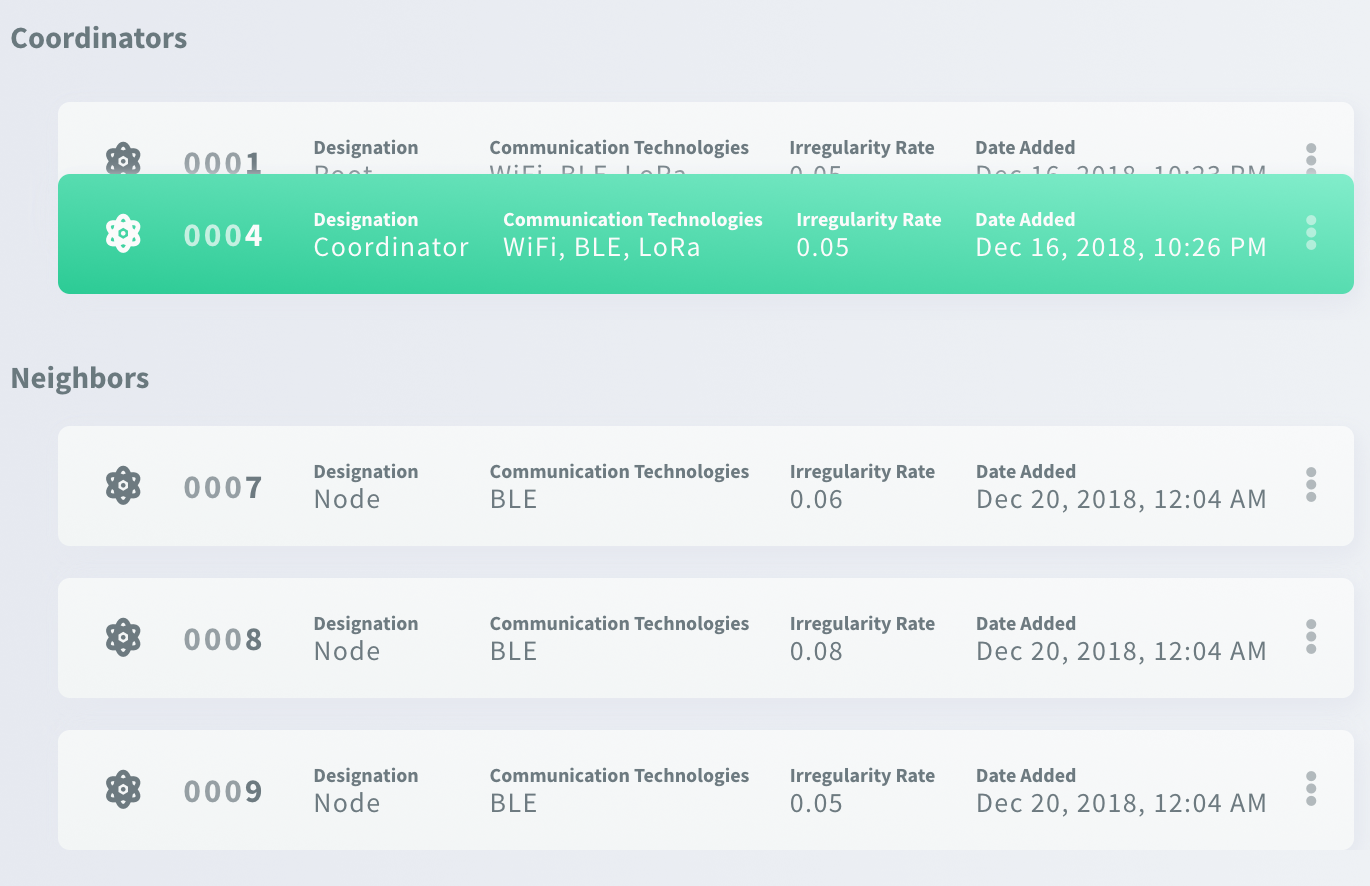 Coordinators
0001
Designation Communication Technologies Irregularity Rate Date Added
Root WiFi, BLE, LoRa 0.05 Dec 16, 2018, 10:23 PM
0004
Designation Communication Technologies Irregularity Rate Date Added
Coordinator WiFi, BLE, LoRa 0.05 Dec 16, 2018, 10:26 PM
Neighbors
0007
Designation Communication Technologies Irregularity Rate Date Added
Node BLE 0.06 Dec 20, 2018, 12:04 AM
0008
Designation Communication Technologies Irregularity Rate Date Added
Node BLE 0.08 Dec 20, 2018, 12:04 AM
0009
Designation Communication Technologies Irregularity Rate Date Added
Node BLE 0.05 Dec 20, 2018, 12:04 AM